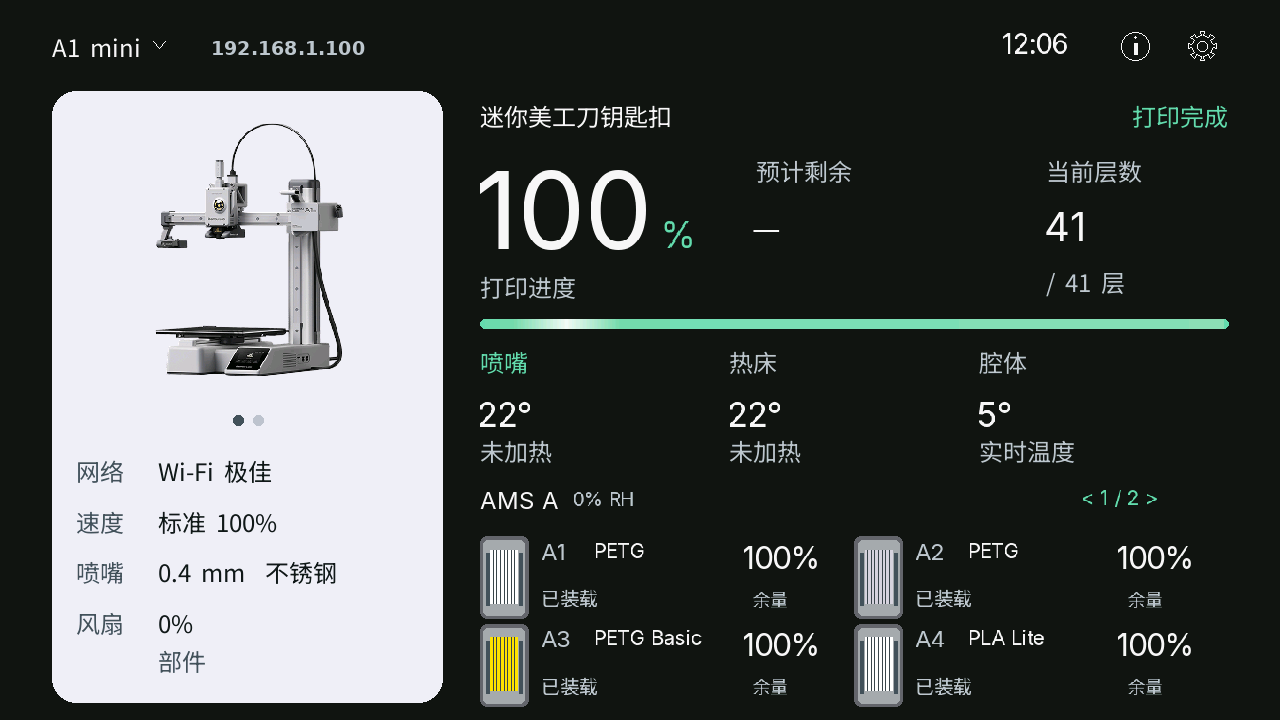 A1 mini
192.168.1.100
12:06
迷你美工刀钥匙扣
打印完成
100 %
打印进度
预计剩余
—
当前层数
41
/ 41 层
喷嘴
22°
未加热
热床
22°
未加热
腔体
5°
实时温度
网络 Wi-Fi 极佳
速度 标准 100%
喷嘴 0.4 mm 不锈钢
风扇 0%
部件
AMS A 0% RH
< 1 / 2 >
A1 PETG 100%
已装载 余量
A2 PETG 100%
已装载 余量
A3 PETG Basic 100%
已装载 余量
A4 PLA Lite 100%
已装载 余量